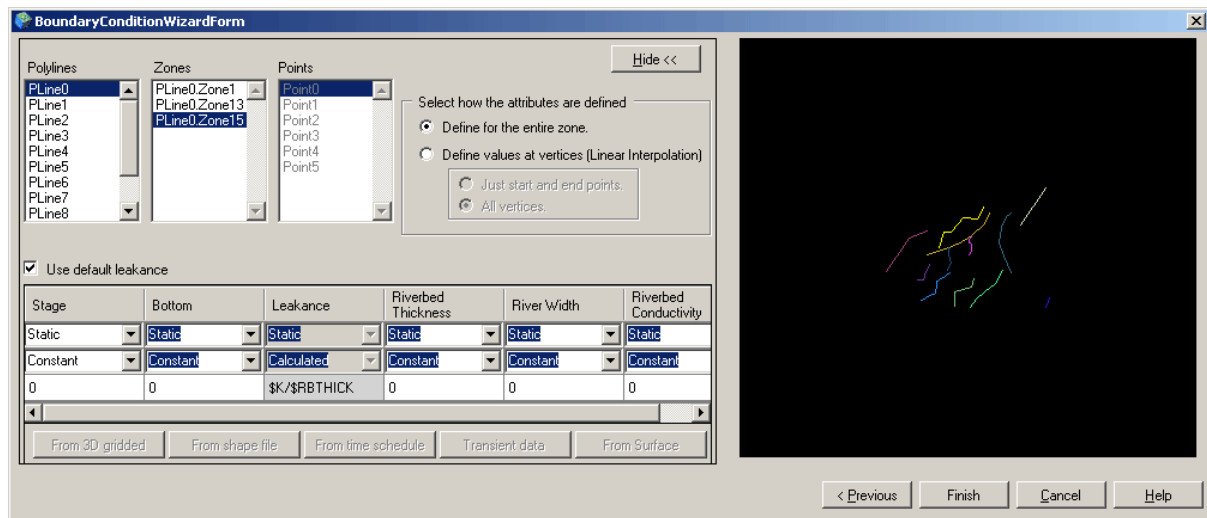 BoundaryConditionWizardForm
Hide <<
Polylines
Zones
Points
PLine0
PLine1
PLine2
PLine3
PLine4
PLine5
PLine6
PLine7
PLine8
PLine0.Zone1
PLine0.Zone13
PLine0.Zone15
Point0
Point1
Point2
Point3
Point4
Point5
Select how the attributes are defined
Define for the entire zone.
Define values at vertices (Linear Interpolation)
Just start and end points.
All vertices.
Use default leakance
Stage Bottom Leakance Riverbed Thickness River Width Riverbed Conductivity
Static Static Static Static Static Static
Constant Constant Calculated Constant Constant Constant
0 0 $K/$RBTHICK 0 0 0
From 3D gridded From shape file From time schedule Transient data From Surface
< Previous Finish Cancel Help